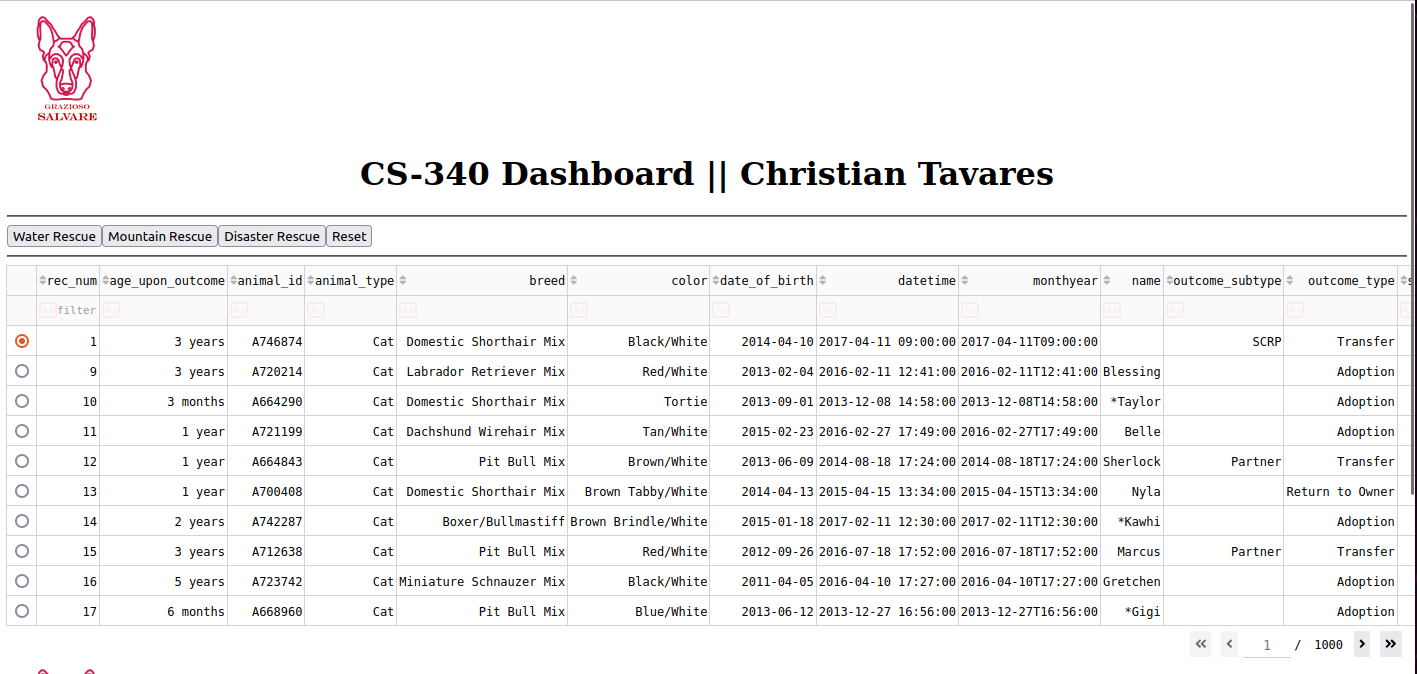 GRAZIOSO
SALVARE
CS-340 Dashboard || Christian Tavares
Water Rescue Mountain Rescue Disaster Rescue Reset
rec_num age_upon_outcome animal_id animal_type breed color date_of_birth datetime monthyear name outcome_subtype outcome_type s
Aa filter Aa Aa Aa Aa Aa Aa Aa Aa Aa Aa Aa
1 3 years A746874 Cat Domestic Shorthair Mix Black/White 2014-04-10 2017-04-11 09:00:00 2017-04-11T09:00:00 SCRP Transfer
9 3 years A720214 Cat Labrador Retriever Mix Red/White 2013-02-04 2016-02-11 12:41:00 2016-02-11T12:41:00 Blessing Adoption
10 3 months A664290 Cat Domestic Shorthair Mix Tortie 2013-09-01 2013-12-08 14:58:00 2013-12-08T14:58:00 *Taylor Adoption
11 1 year A721199 Cat Dachshund Wirehair Mix Tan/White 2015-02-23 2016-02-27 17:49:00 2016-02-27T17:49:00 Belle Adoption
12 1 year A664843 Cat Pit Bull Mix Brown/White 2013-06-09 2014-08-18 17:24:00 2014-08-18T17:24:00 Sherlock Partner Transfer
13 1 year A700408 Cat Domestic Shorthair Mix Brown Tabby/White 2014-04-13 2015-04-15 13:34:00 2015-04-15T13:34:00 Nyla Return to Owner
14 2 years A742287 Cat Boxer/Bullmastiff Brown Brindle/White 2015-01-18 2017-02-11 12:30:00 2017-02-11T12:30:00 *Kawhi Adoption
15 3 years A712638 Cat Pit Bull Mix Red/White 2012-09-26 2016-07-18 17:52:00 2016-07-18T17:52:00 Marcus Partner Transfer
16 5 years A723742 Cat Miniature Schnauzer Mix Black/White 2011-04-05 2016-04-10 17:27:00 2016-04-10T17:27:00 Gretchen Adoption
17 6 months A668960 Cat Pit Bull Mix Blue/White 2013-06-12 2013-12-27 16:56:00 2013-12-27T16:56:00 *Gigi Adoption
1 / 1000